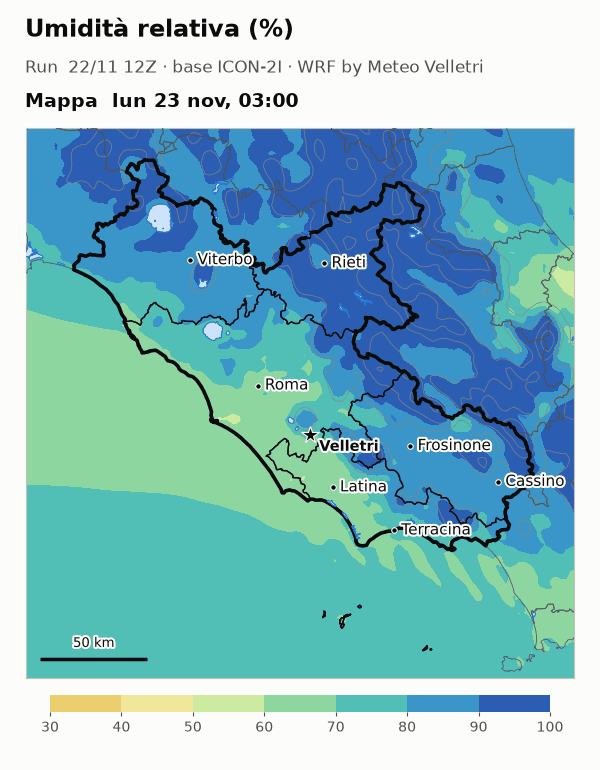 Umidità relativa (%)
Run  22/11 12Z · base ICON-2I · WRF by Meteo Velletri
Mappa  lun 23 nov, 03:00
Viterbo
Rieti
Roma
Velletri
Frosinone
Cassino
Latina
Terracina
50 km
30 40 50 60 70 80 90 100